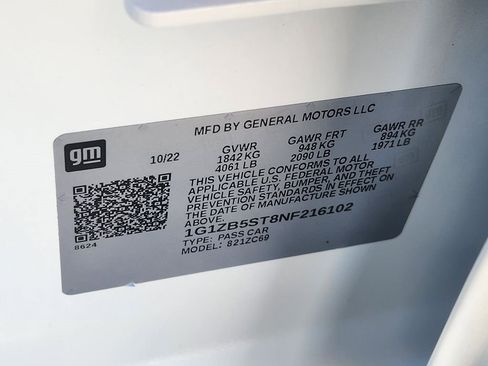 MFD BY GENERAL MOTORS LLC
gm
10/22
GVWR GAWR FRT GAWR RR
1842 KG 948 KG 894 KG
4061 LB 2090 LB 1971 LB
THIS VEHICLE CONFORMS TO ALL
APPLICABLE U.S. FEDERAL MOTOR
VEHICLE SAFETY, BUMPER, AND THEFT
PREVENTION STANDARDS IN EFFECT ON
THE DATE OF MANUFACTURE SHOWN
ABOVE.
1G1ZB5ST8NF216102
TYPE: PASS CAR
MODEL: 821ZC69
8624